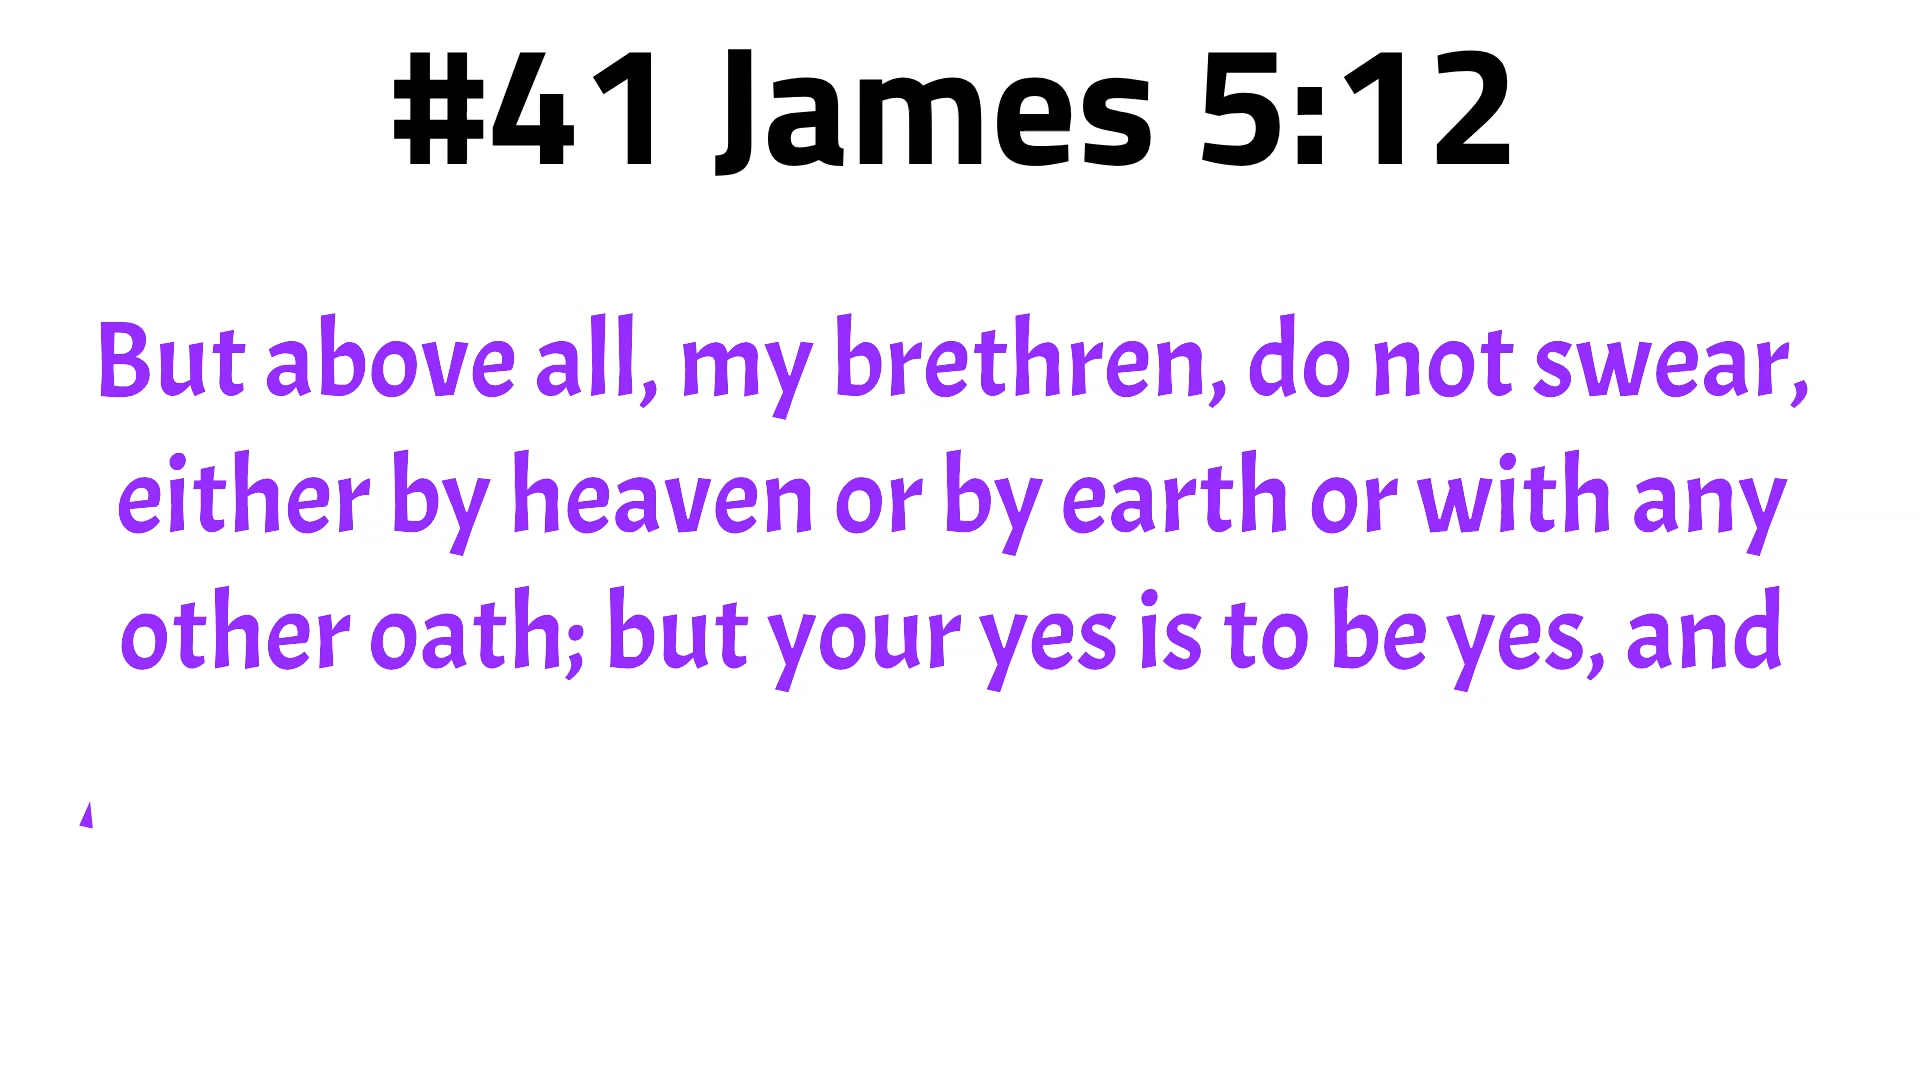 #41 James 5:12
But above all, my brethren, do not swear,
either by heaven or by earth or with any
other oath; but your yes is to be yes, and